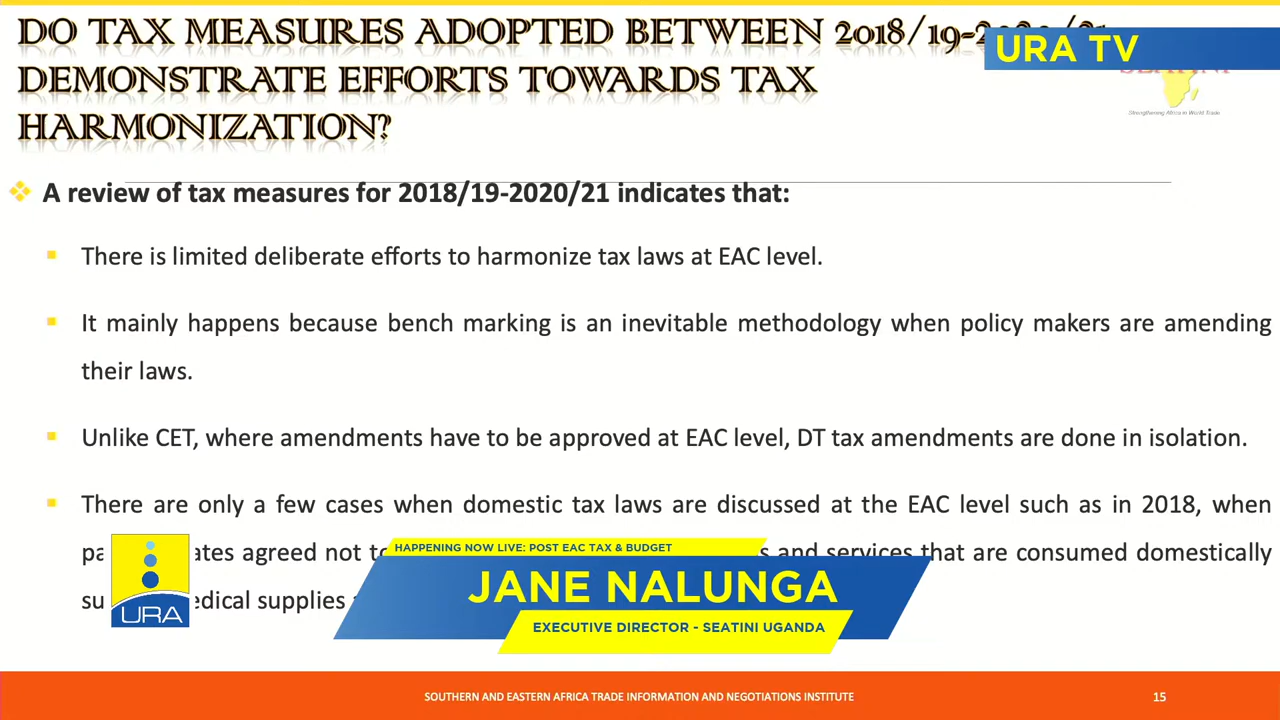 DO TAX MEASURES ADOPTED BETWEEN 2018/19-2020/21
URA TV
DEMONSTRATE EFFORTS TOWARDS TAX
HARMONIZATION?
Strengthening Africa in World Trade
A review of tax measures for 2018/19-2020/21 indicates that:
There is limited deliberate efforts to harmonize tax laws at EAC level.
It mainly happens because bench marking is an inevitable methodology when policy makers are amending
their laws.
Unlike CET, where amendments have to be approved at EAC level, DT tax amendments are done in isolation.
There are only a few cases when domestic tax laws are discussed at the EAC level such as in 2018, when
agreed not and services that are consumed domestically
supplies
URA
HAPPENING NOW LIVE: POST EAC TAX & BUDGET
JANE NALUNGA
EXECUTIVE DIRECTOR - SEATINI UGANDA
SOUTHERN AND EASTERN AFRICA TRADE INFORMATION AND NEGOTIATIONS INSTITUTE
15